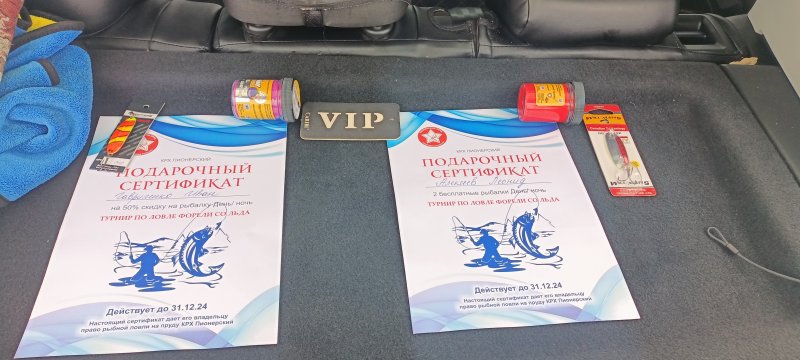 КРХ ПИОНЕРСКИЙ
ПОДАРОЧНЫЙ
СЕРТИФИКАТ
Гавриленко Иван
на 50% скидку на рыбалку День/ ночь
ТУРНИР ПО ЛОВЛЕ ФОРЕЛИ СО ЛЬДА
Действует до 31.12.24
Настоящий сертификат дает его владельцу
право рыбной ловли на пруду КРХ Пионерский
VIP
КРХ ПИОНЕРСКИЙ
ПОДАРОЧНЫЙ
СЕРТИФИКАТ
Леонид
2 бесплатные рыбалки День/ ночь
ТУРНИР ПО ЛОВЛЕ ФОРЕЛИ СО ЛЬДА
Действует до 31.12.24
Настоящий сертификат дает его владельцу
право рыбной ловли на пруду КРХ Пионерский